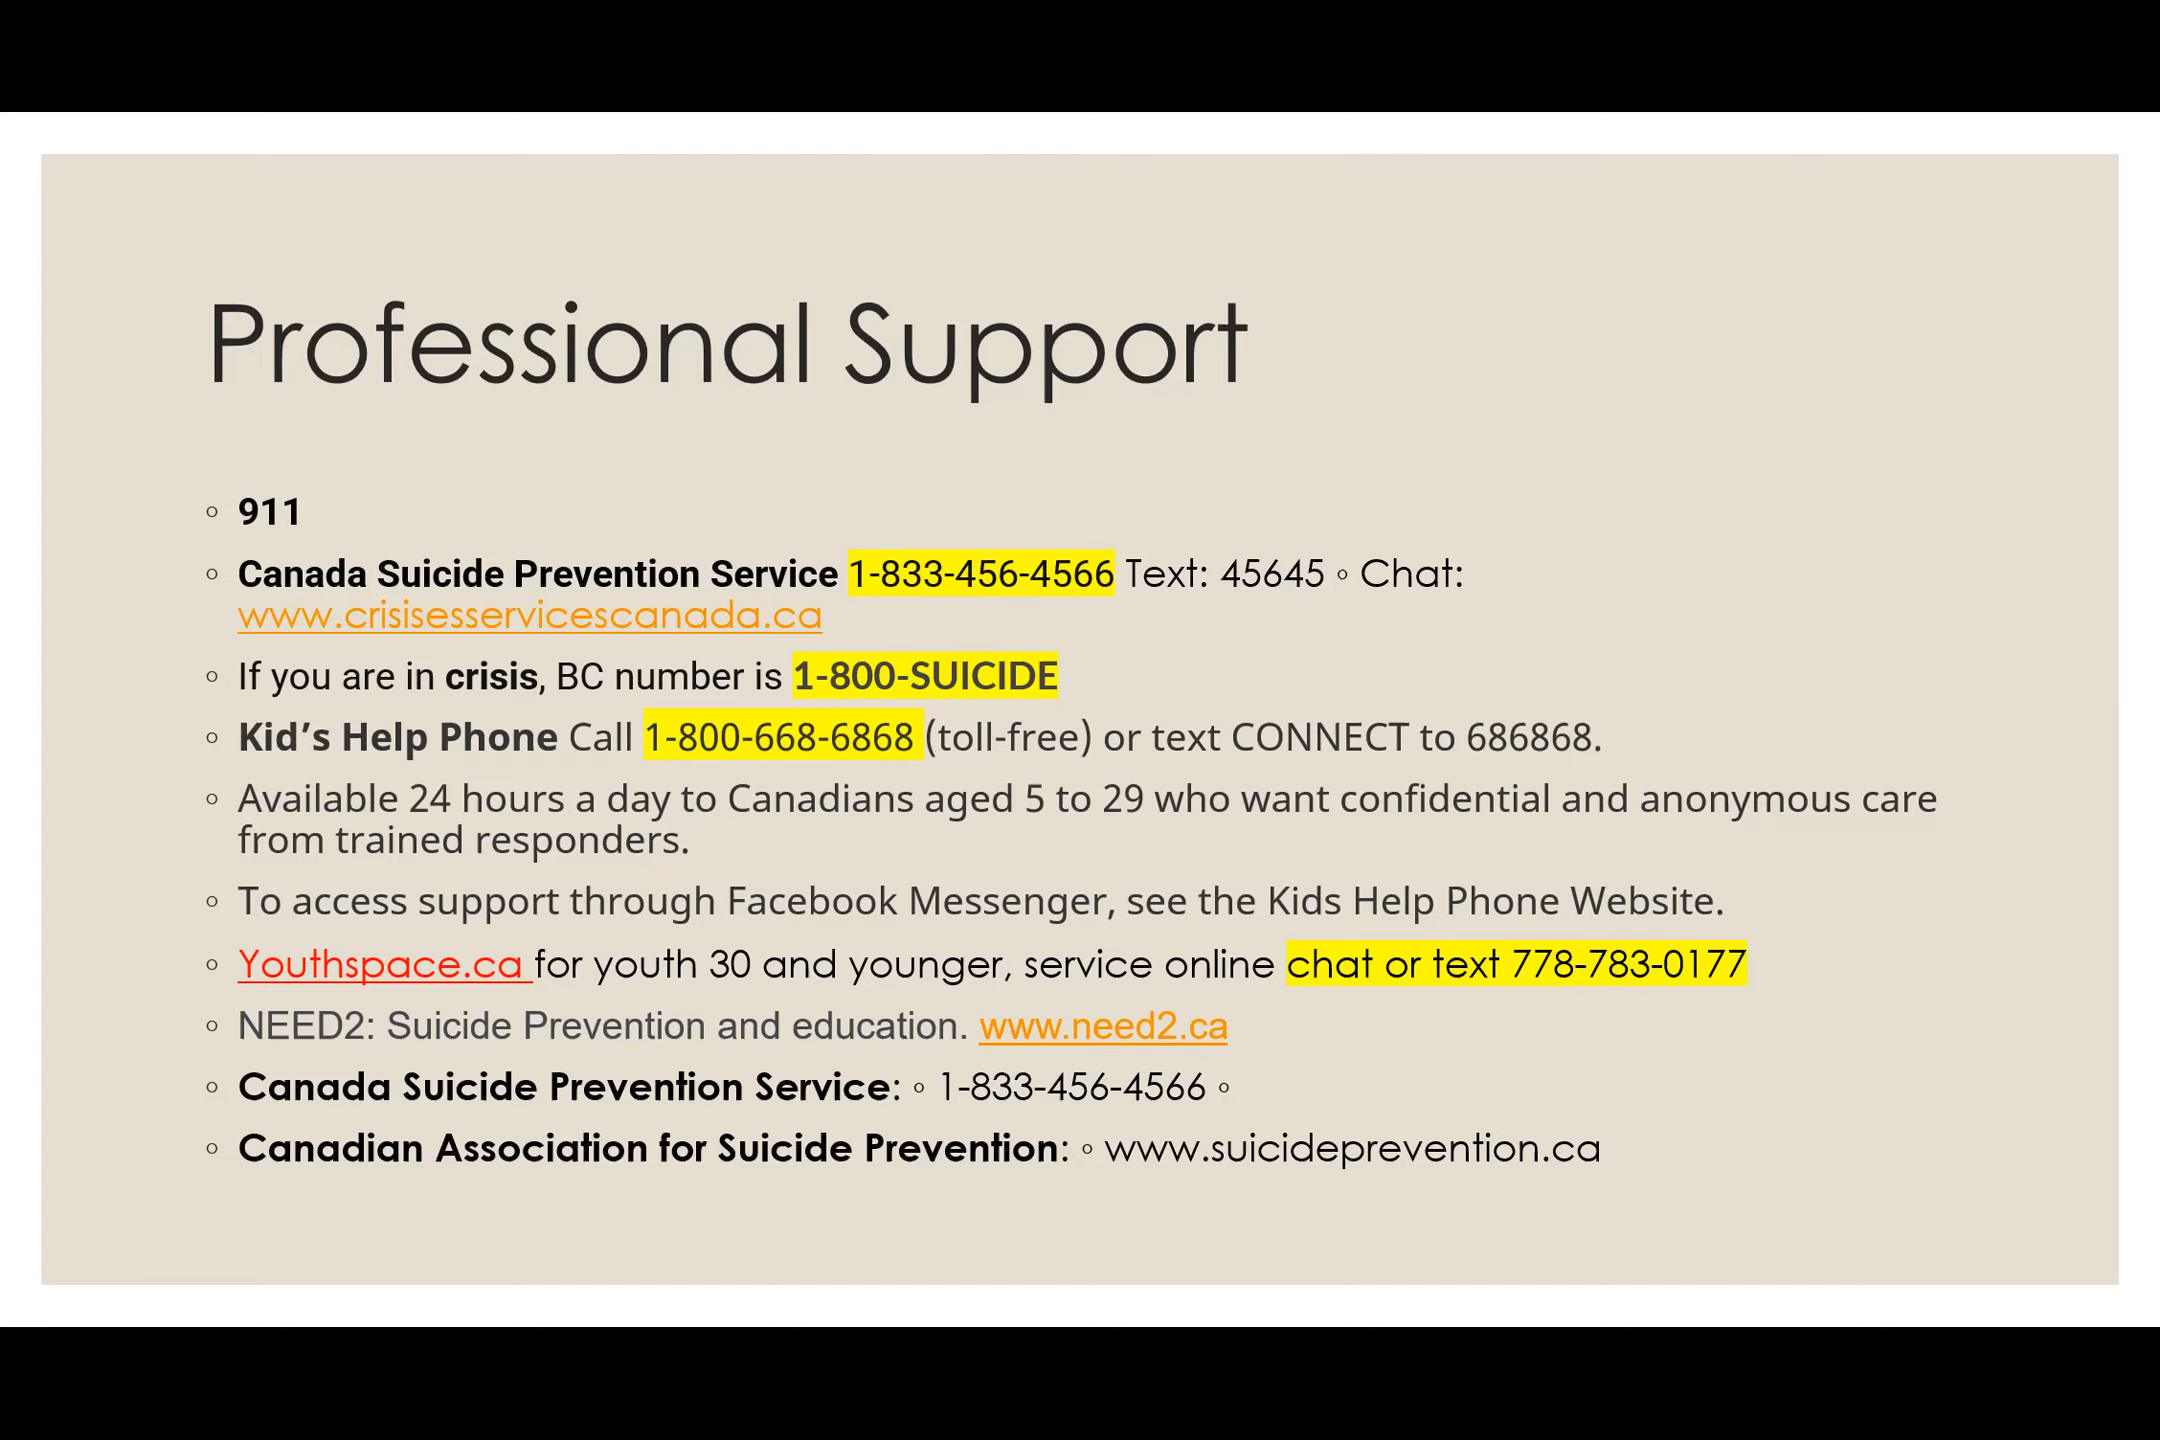 Professional Support
◦ 911
◦ Canada Suicide Prevention Service 1-833-456-4566 Text: 45645 ◦ Chat:
www.crisisesservicescanada.ca
◦ If you are in crisis, BC number is 1-800-SUICIDE
◦ Kid’s Help Phone Call 1-800-668-6868 (toll-free) or text CONNECT to 686868.
◦ Available 24 hours a day to Canadians aged 5 to 29 who want confidential and anonymous care
from trained responders.
◦ To access support through Facebook Messenger, see the Kids Help Phone Website.
◦ Youthspace.ca for youth 30 and younger, service online chat or text 778-783-0177
◦ NEED2: Suicide Prevention and education. www.need2.ca
◦ Canada Suicide Prevention Service: ◦ 1-833-456-4566 ◦
◦ Canadian Association for Suicide Prevention: ◦ www.suicideprevention.ca